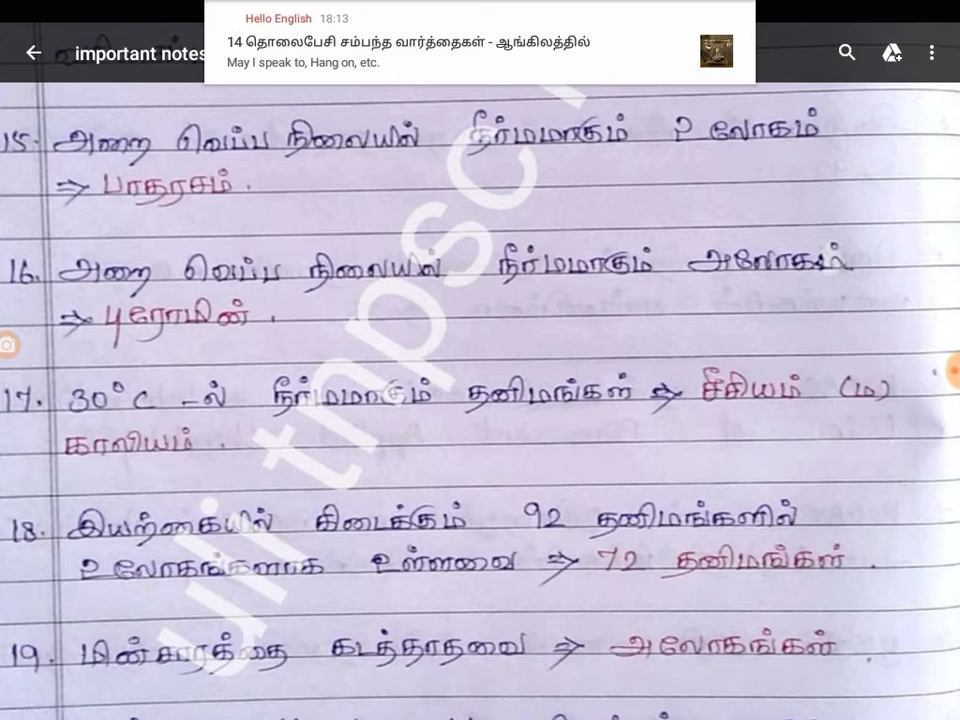 Hello English 18:13
14 தொலைபேசி சம்பந்த வார்த்தைகள் - ஆங்கிலத்தில்
May I speak to, Hang on, etc.
important notes
15. அறை வெப்ப நிலையில் நீர்மமாகும் உலோகம்
⇒ பாதரசம்.
16. அறை வெப்ப நிலையில் நீர்மமாகும் அலோகம்
⇒ புரோமின்.
17. 30°C -ல் நீர்மமாகும் தனிமங்கள் ⇒ சீசியம் (ம)
காலியம்.
18. இயற்கையில் கிடைக்கும் 92 தனிமங்களில்
உலோகங்களாக உள்ளவை ⇒ 72 தனிமங்கள்.
19. மின்சாரத்தை கடத்தாதவை ⇒ அலோகங்கள்.
tnpsc